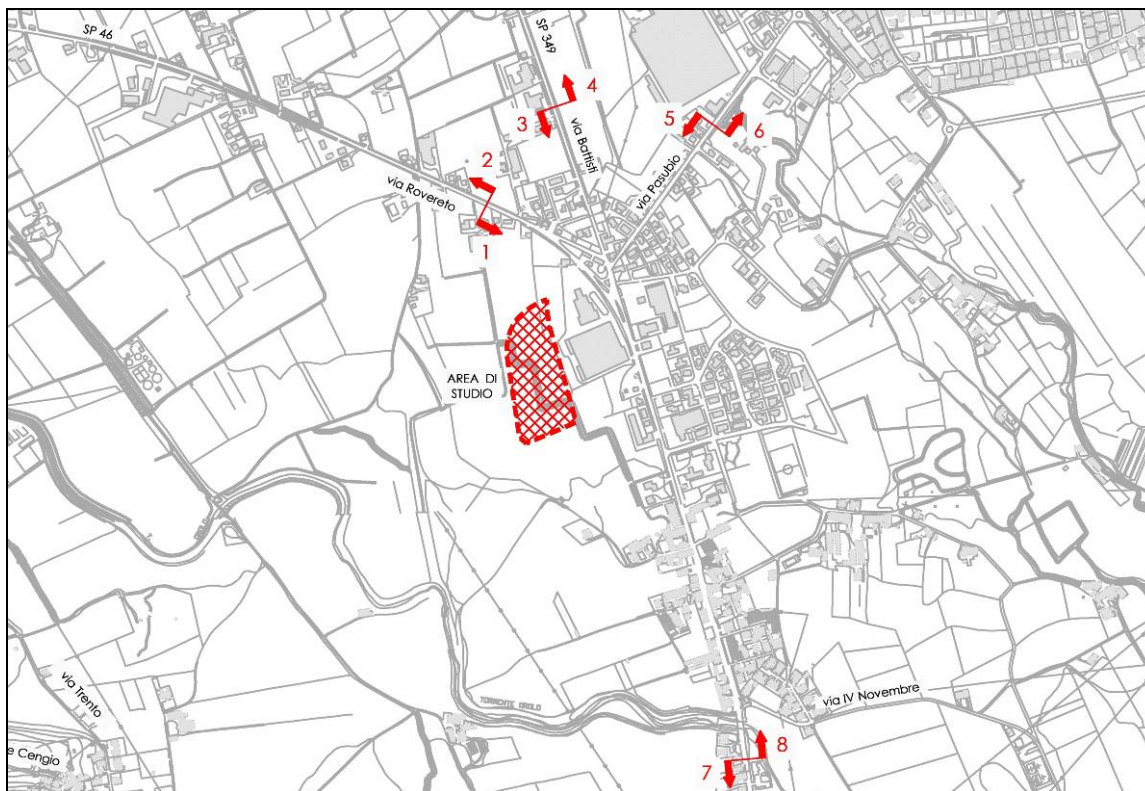 SP 46
SP 349
4
3
via Battisti
5
6
2
via Rovereto
via Pasubio
1
AREA DI
STUDIO
via Trento
e Cengio
TORRENTE OROLO
via IV Novembre
8
7